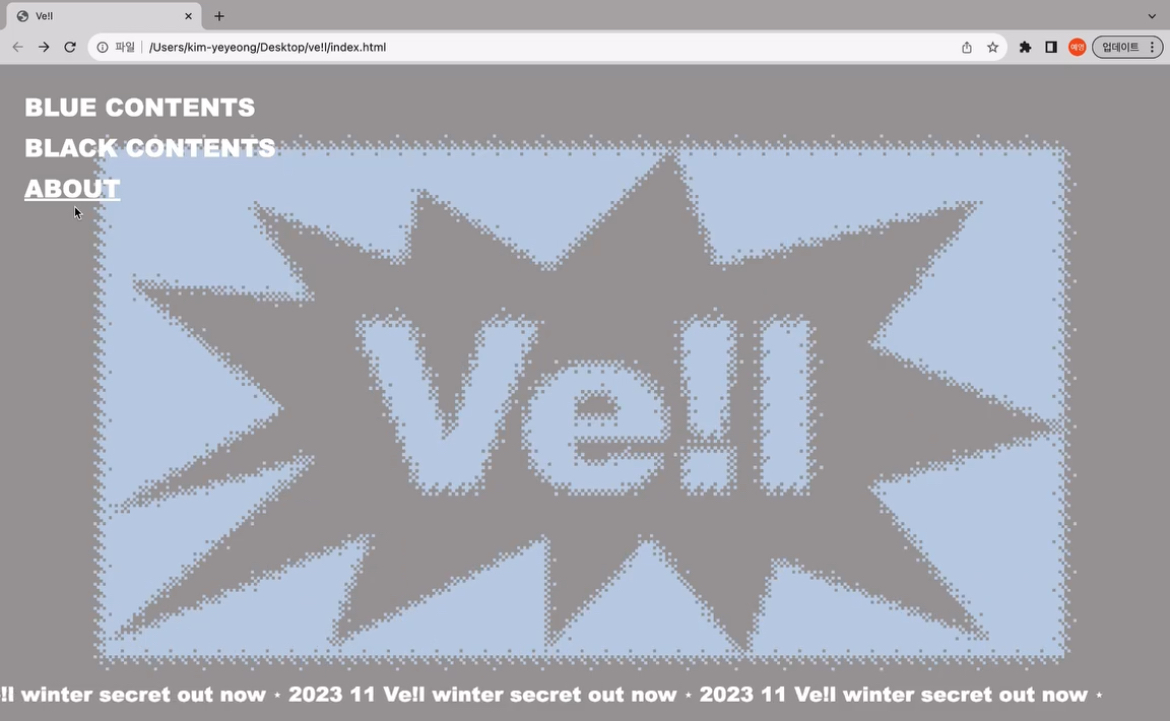 Ve!l
파일 /Users/kim-yeyeong/Desktop/ve!l/index.html
예영
업데이트
BLUE CONTENTS
BLACK CONTENTS
ABOUT
Ve!l
e!l winter secret out now • 2023 11 Ve!l winter secret out now • 2023 11 Ve!l winter secret out now •